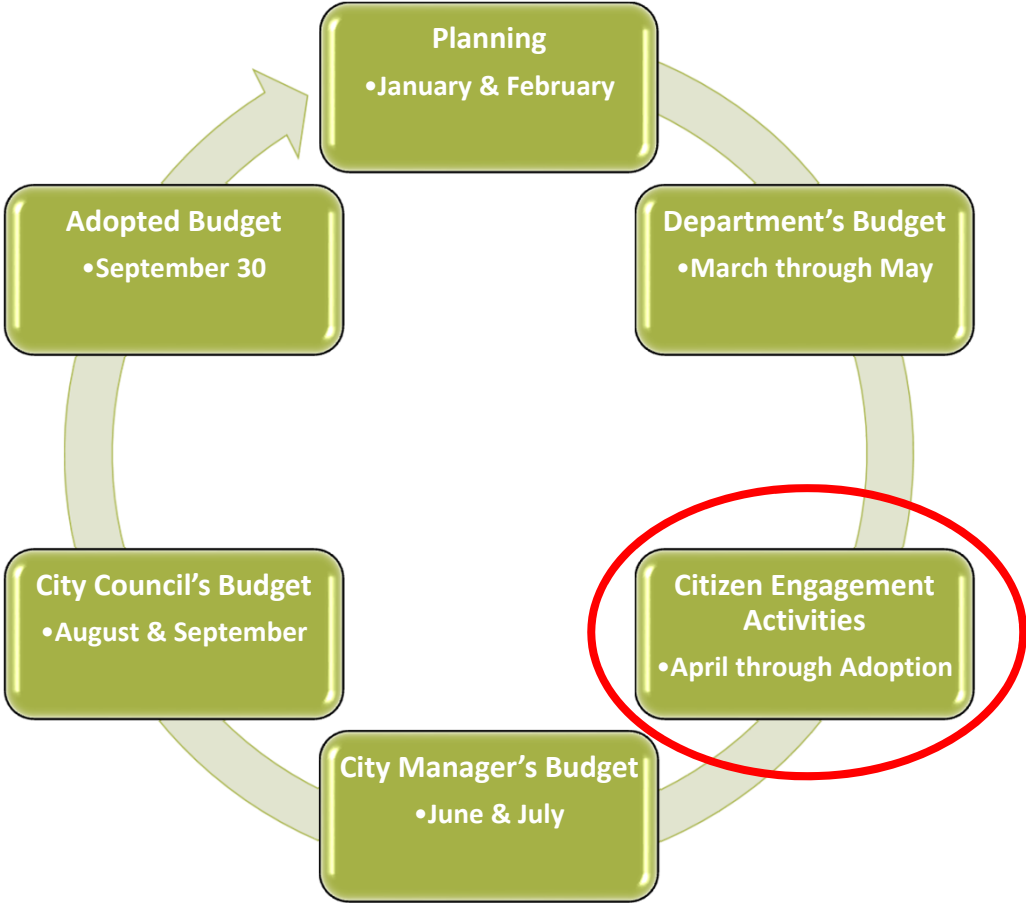 Planning
•January & February
Department’s Budget
•March through May
Citizen Engagement
Activities
•April through Adoption
City Manager’s Budget
•June & July
City Council’s Budget
•August & September
Adopted Budget
•September 30